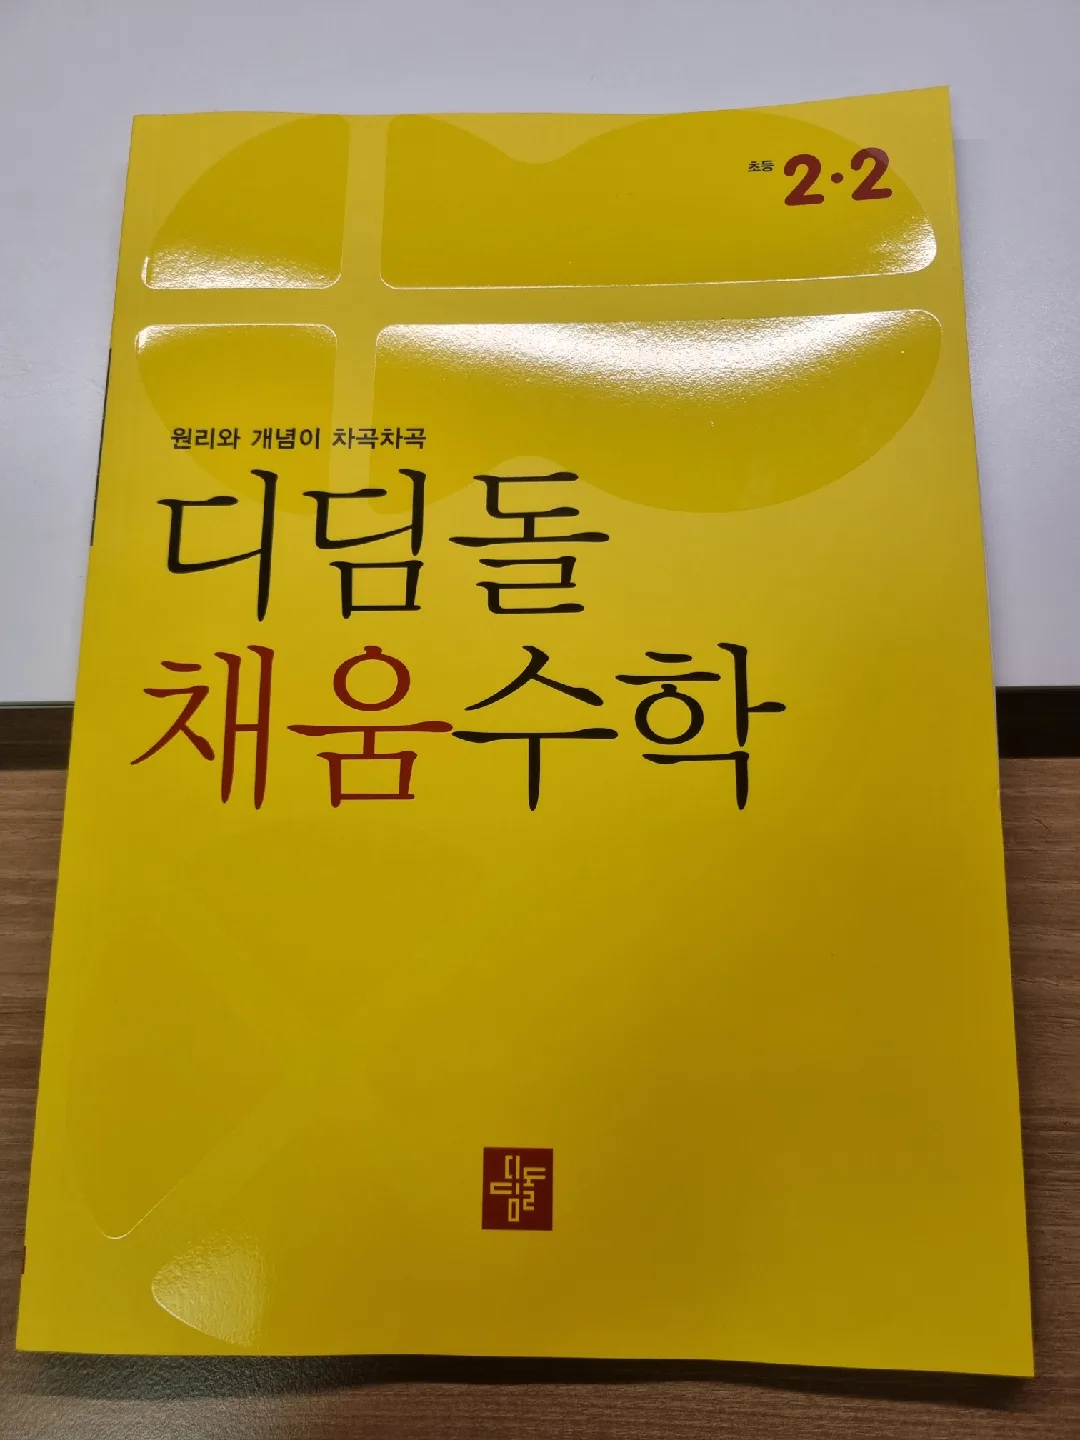 초등 2·2
원리와 개념이 차곡차곡
디딤돌
채움수학
디딤돌